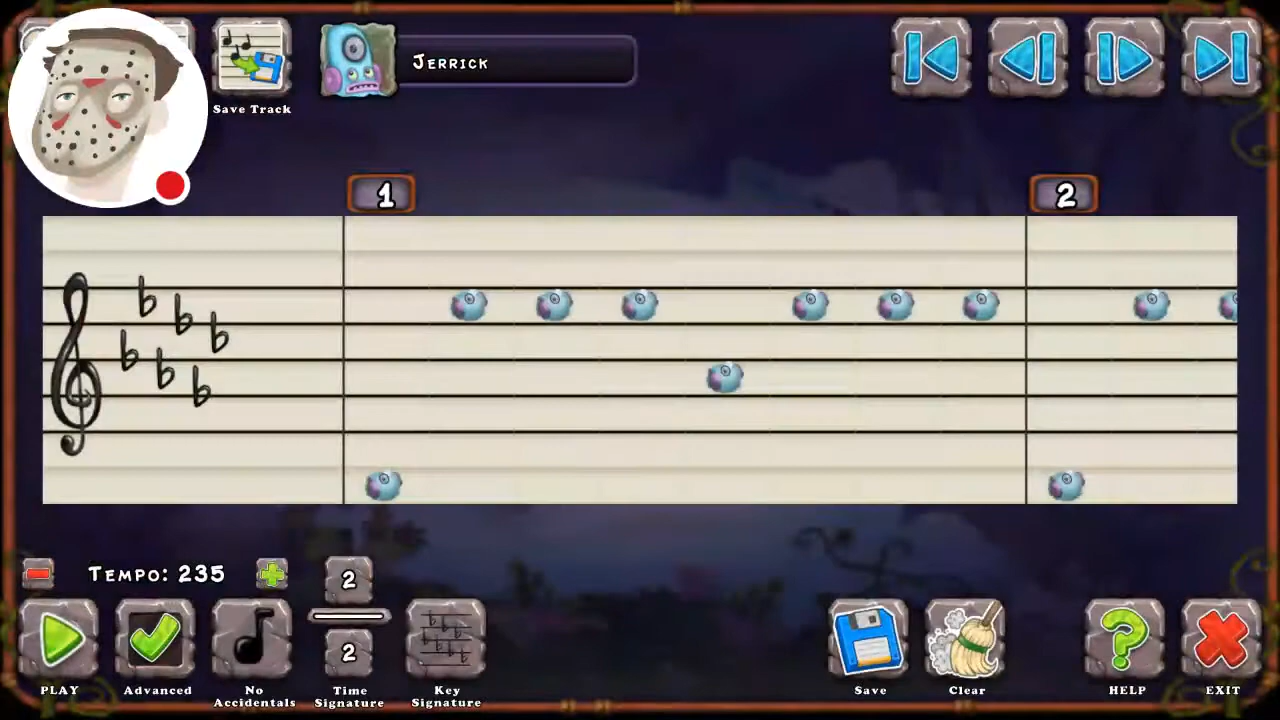 Save Track
JERRICK
1
2
TEMPO: 235
2
2
PLAY
Advanced
No Accidentals
Time Signature
Key Signature
Save
Clear
HELP
EXIT